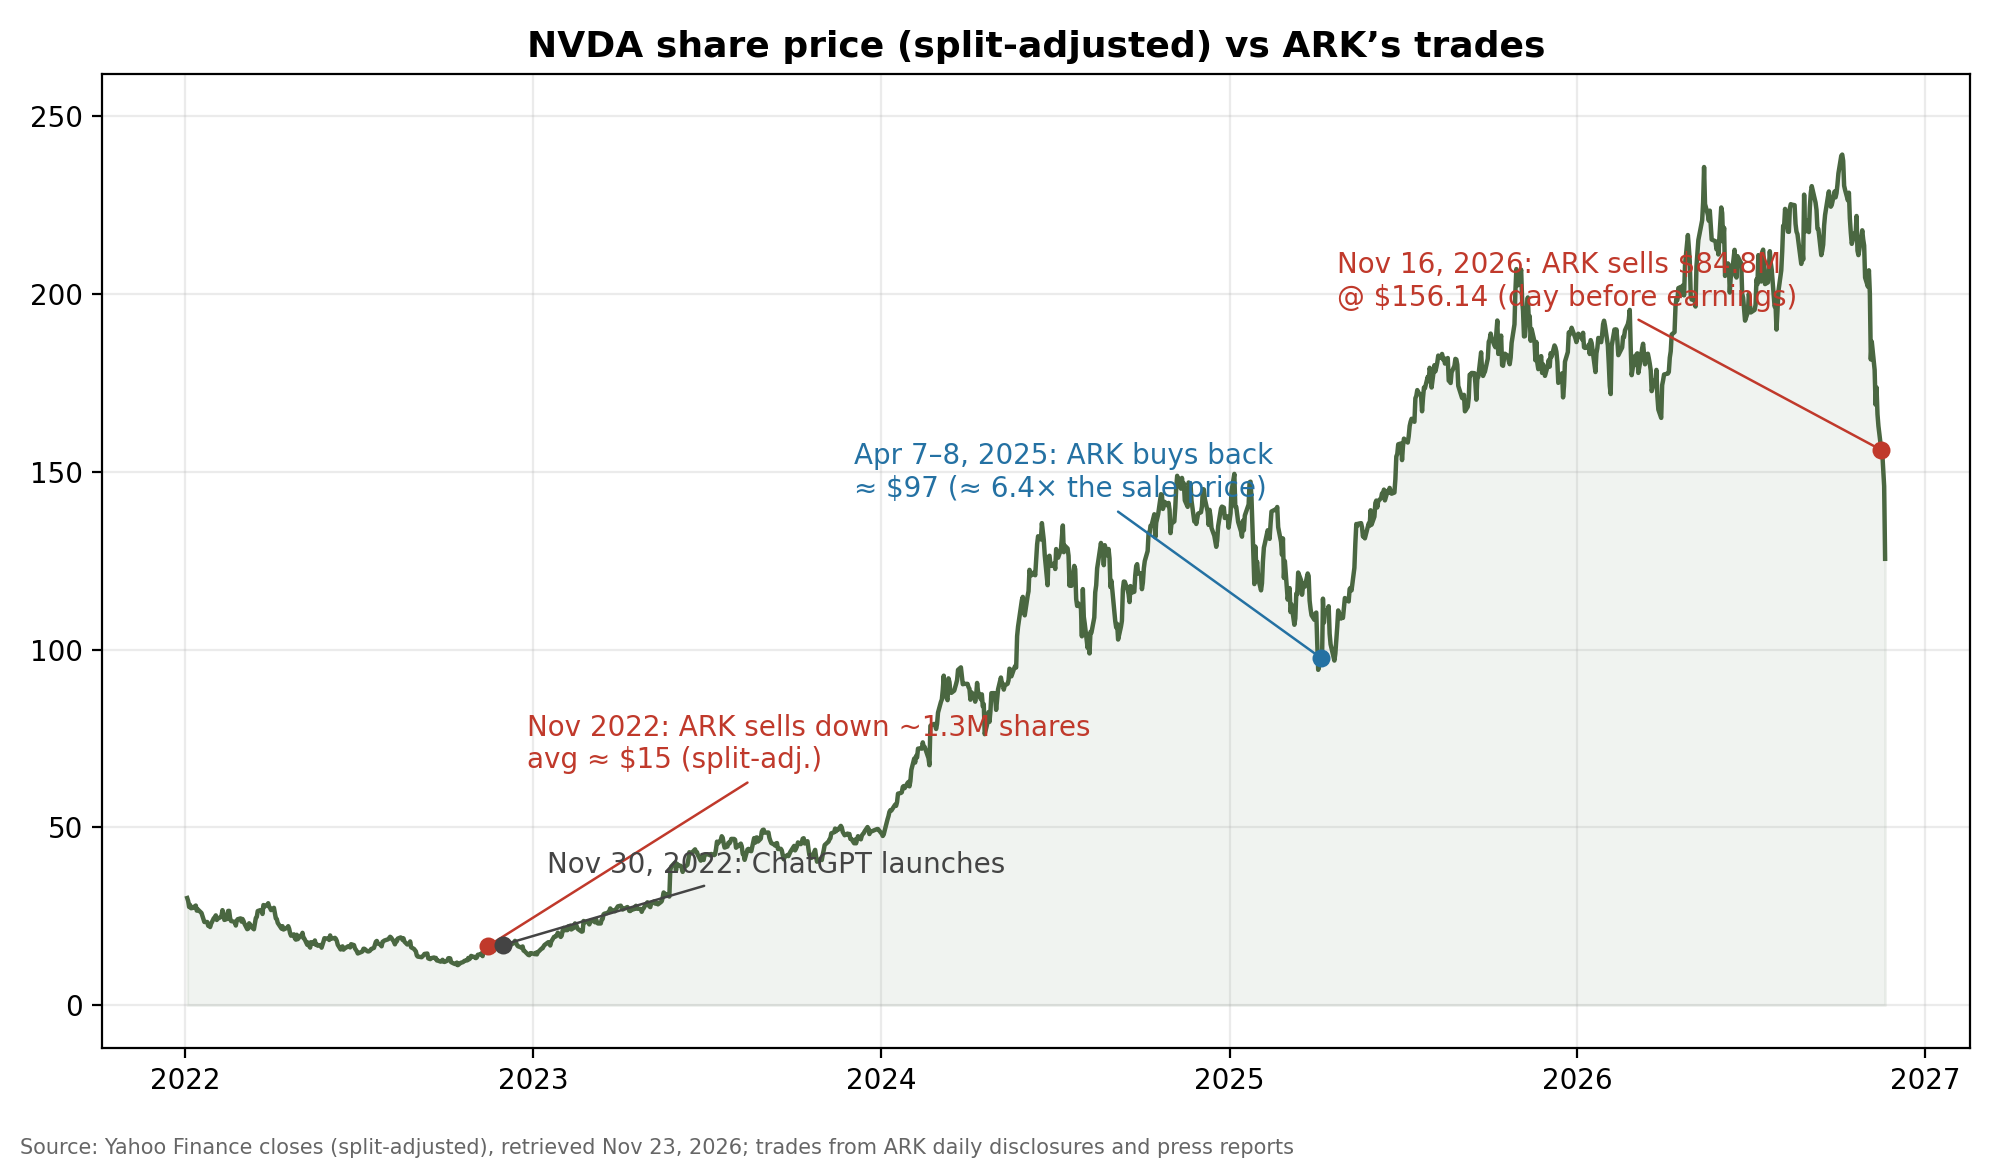 NVDA share price (split-adjusted) vs ARK’s trades
250
200
150
100
50
0
Nov 16, 2026: ARK sells $84.8M
@ $156.14 (day before earnings)
Apr 7–8, 2025: ARK buys back
≈ $97 (≈ 6.4× the sale price)
Nov 2022: ARK sells down ~1.3M shares
avg ≈ $15 (split-adj.)
Nov 30, 2022: ChatGPT launches
2022
2023
2024
2025
2026
2027
Source: Yahoo Finance closes (split-adjusted), retrieved Nov 23, 2026; trades from ARK daily disclosures and press reports